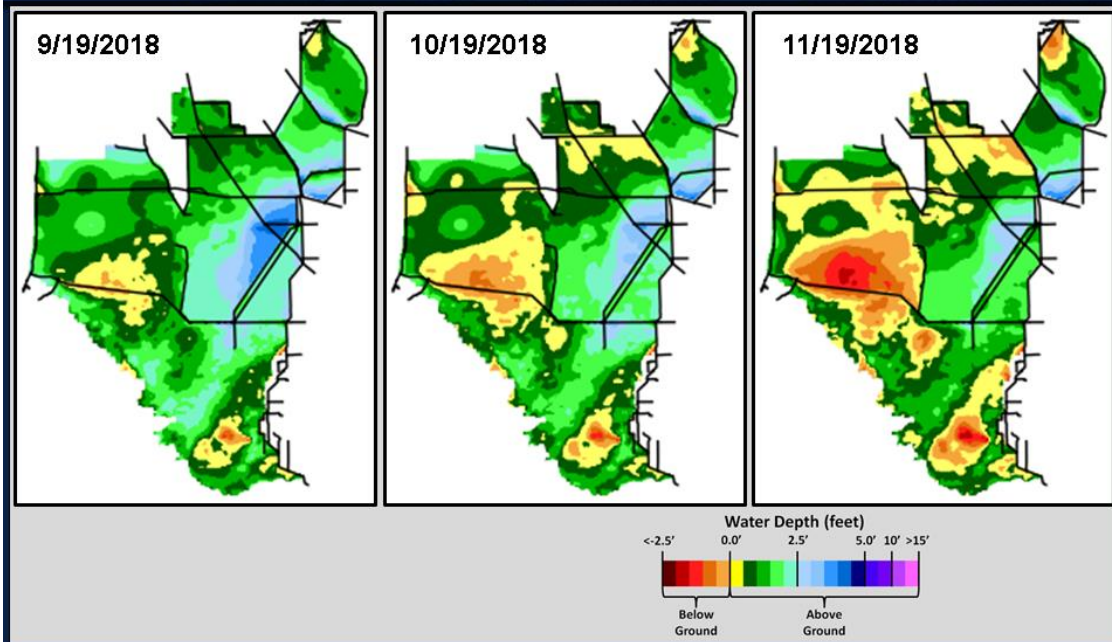 9/19/2018
10/19/2018
11/19/2018
Water Depth (feet)
<-2.5' 0.0' 2.5' 5.0' 10' >15'
Below Ground
Above Ground